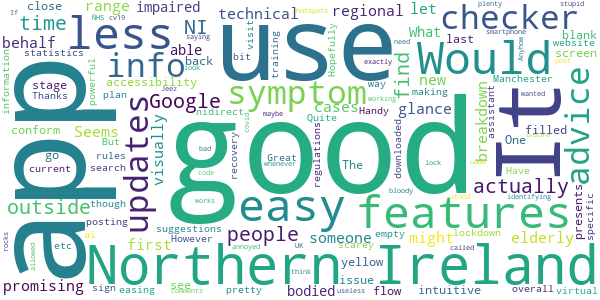 good
app
use
It
Northern Ireland
easy
features
less
Would
symptom
checker
info
updates
advice
Google
actually
people
outside
NI
time
find
might
elderly
promising
Seems
first
someone
bodied
visually
cases
technical
regional
range
impaired
behalf
close
let
What
new
able
back
way
last
making
blank
screen
website
breakdown
One
filled
Have
presents
specific
virtual
overall
intuitive
glance
Handy
Quite
The
Great
regulations
recovery
nidirect
suggestions
However
posting
easing
sign
see
pretty
issue
flow
yellow
empty
scarey
lockdown
called
downloaded
assistant
Manchester
accessibility
powerful
plan
information
statistics
stage
Thanks
current
rules
conform
But
go
search
though
etc
ai
rocks
allowed
comments
annoyed
UK
think
useless
bloody
stood
identifying
working
exactly
need
covid
maybe
bad
code
works
lock
look
Jeez
visit
training
Hopefully
hotspots
saying
smartphone
plenty
stupid
wanted
Anyhow
post
whenever
NHS
cv19
If